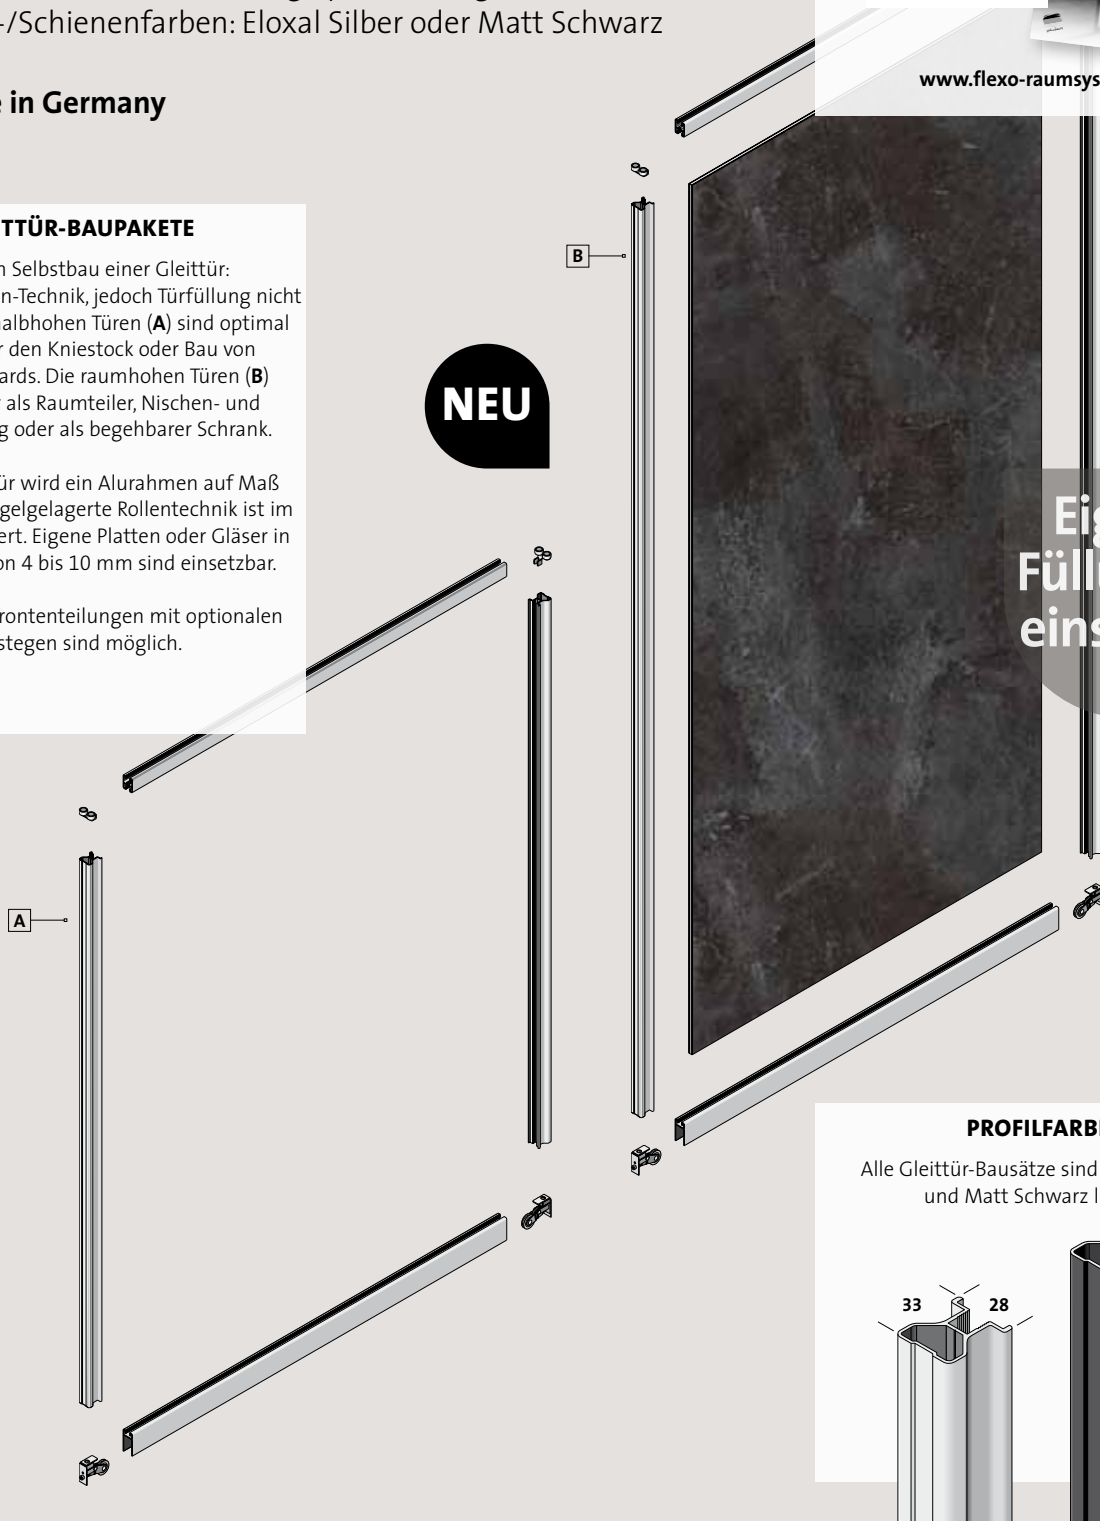 -/Schienenfarben: Eloxal Silber oder Matt Schwarz
in Germany
www.flexo-raumsys
TTÜR-BAUPAKETE
Selbstbau einer Gleittür:
n-Technik, jedoch Türfüllung nicht
albhohen Türen (A) sind optimal
den Kniestock oder Bau von
ards. Die raumhohen Türen (B)
als Raumteiler, Nischen- und
g oder als begehbarer Schrank.
ür wird ein Alurahmen auf Maß
gelgelagerte Rollentechnik ist im
ert. Eigene Platten oder Gläser in
on 4 bis 10 mm sind einsetzbar.
rontenteilungen mit optionalen
stegen sind möglich.
B
NEU
Eig
Füll
eins
A
PROFILFARB
Alle Gleittür-Bausätze sind
und Matt Schwarz l
33
28